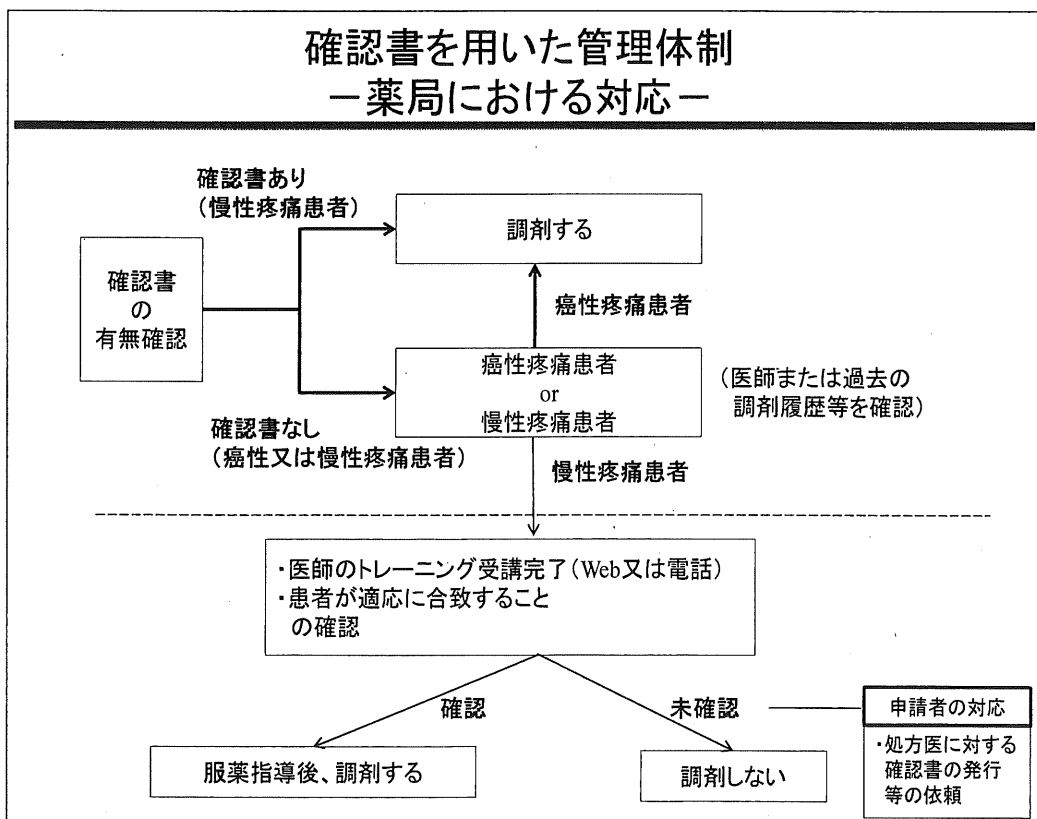 確認書を用いた管理体制
－薬局における対応－
確認書あり
（慢性疼痛患者）
調剤する
確認書
の
有無確認
癌性疼痛患者
癌性疼痛患者
or
慢性疼痛患者
（医師または過去の
調剤履歴等を確認）
確認書なし
（癌性又は慢性疼痛患者）
慢性疼痛患者
・医師のトレーニング受講完了（Web又は電話）
・患者が適応に合致すること
の確認
確認
未確認
申請者の対応
・処方医に対する
確認書の発行
等の依頼
服薬指導後、調剤する
調剤しない